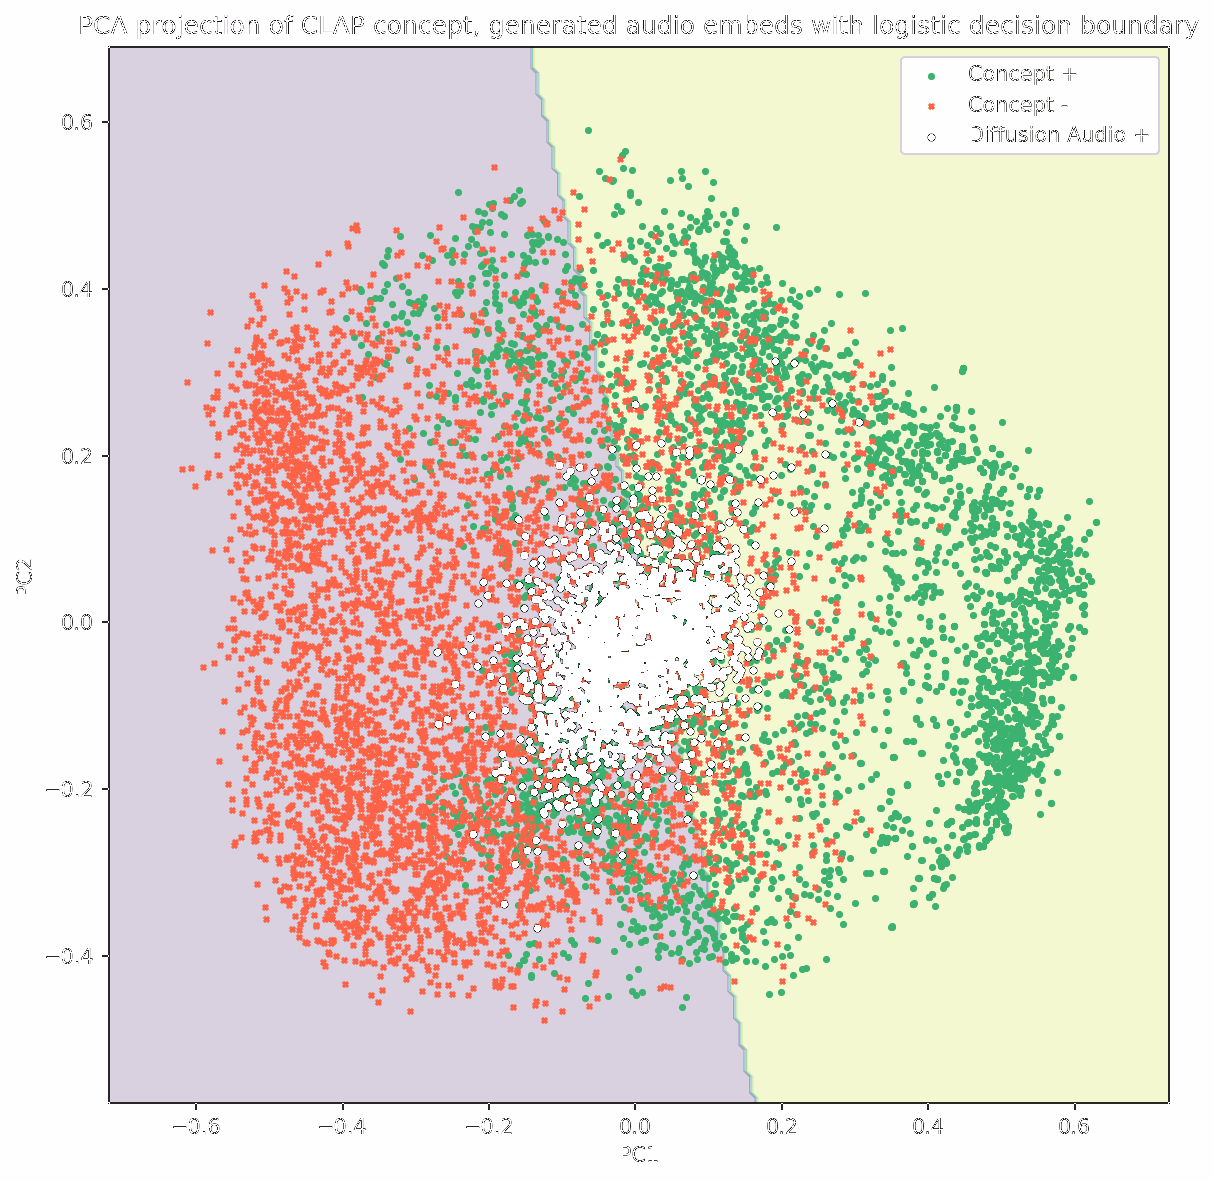 PCA projection of CLAP concept, generated audio embeds with logistic decision boundary
Concept +
Concept -
Diffusion Audio +
0.6
0.4
0.2
0.0
−0.2
−0.4
PC2
−0.6 −0.4 −0.2 0.0 0.2 0.4 0.6
PC1